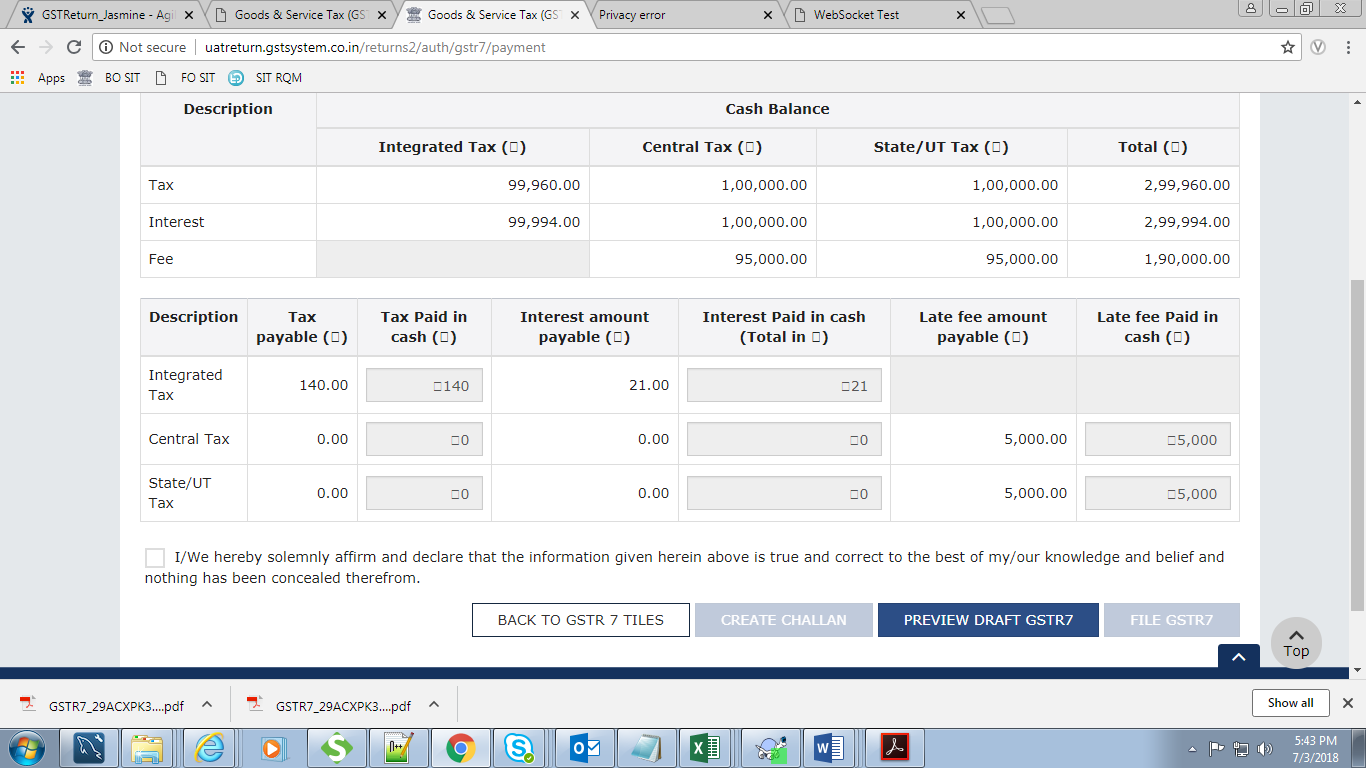 GSTReturn_Jasmine - Agi
Goods & Service Tax (GS
Goods & Service Tax (GS
Privacy error
WebSocket Test
Not secure
uatreturn.gstsystem.co.in/returns2/auth/gstr7/payment
Apps
BO SIT
FO SIT
SIT RQM
Description
Cash Balance
Integrated Tax (▯)
Central Tax (▯)
State/UT Tax (▯)
Total (▯)
Tax 99,960.00 1,00,000.00 1,00,000.00 2,99,960.00
Interest 99,994.00 1,00,000.00 1,00,000.00 2,99,994.00
Fee 95,000.00 95,000.00 1,90,000.00
Description
Tax
payable (▯)
Tax Paid in
cash (▯)
Interest amount
payable (▯)
Interest Paid in cash
(Total in ▯)
Late fee amount
payable (▯)
Late fee Paid in
cash (▯)
Integrated
Tax
140.00 ▯140 21.00 ▯21
Central Tax 0.00 ▯0 0.00 ▯0 5,000.00 ▯5,000
State/UT
Tax
0.00 ▯0 0.00 ▯0 5,000.00 ▯5,000
I/We hereby solemnly affirm and declare that the information given herein above is true and correct to the best of my/our knowledge and belief and
nothing has been concealed therefrom.
BACK TO GSTR 7 TILES
CREATE CHALLAN
PREVIEW DRAFT GSTR7
FILE GSTR7
Top
GSTR7_29ACXPK3....pdf
GSTR7_29ACXPK3....pdf
Show all
5:43 PM
7/3/2018